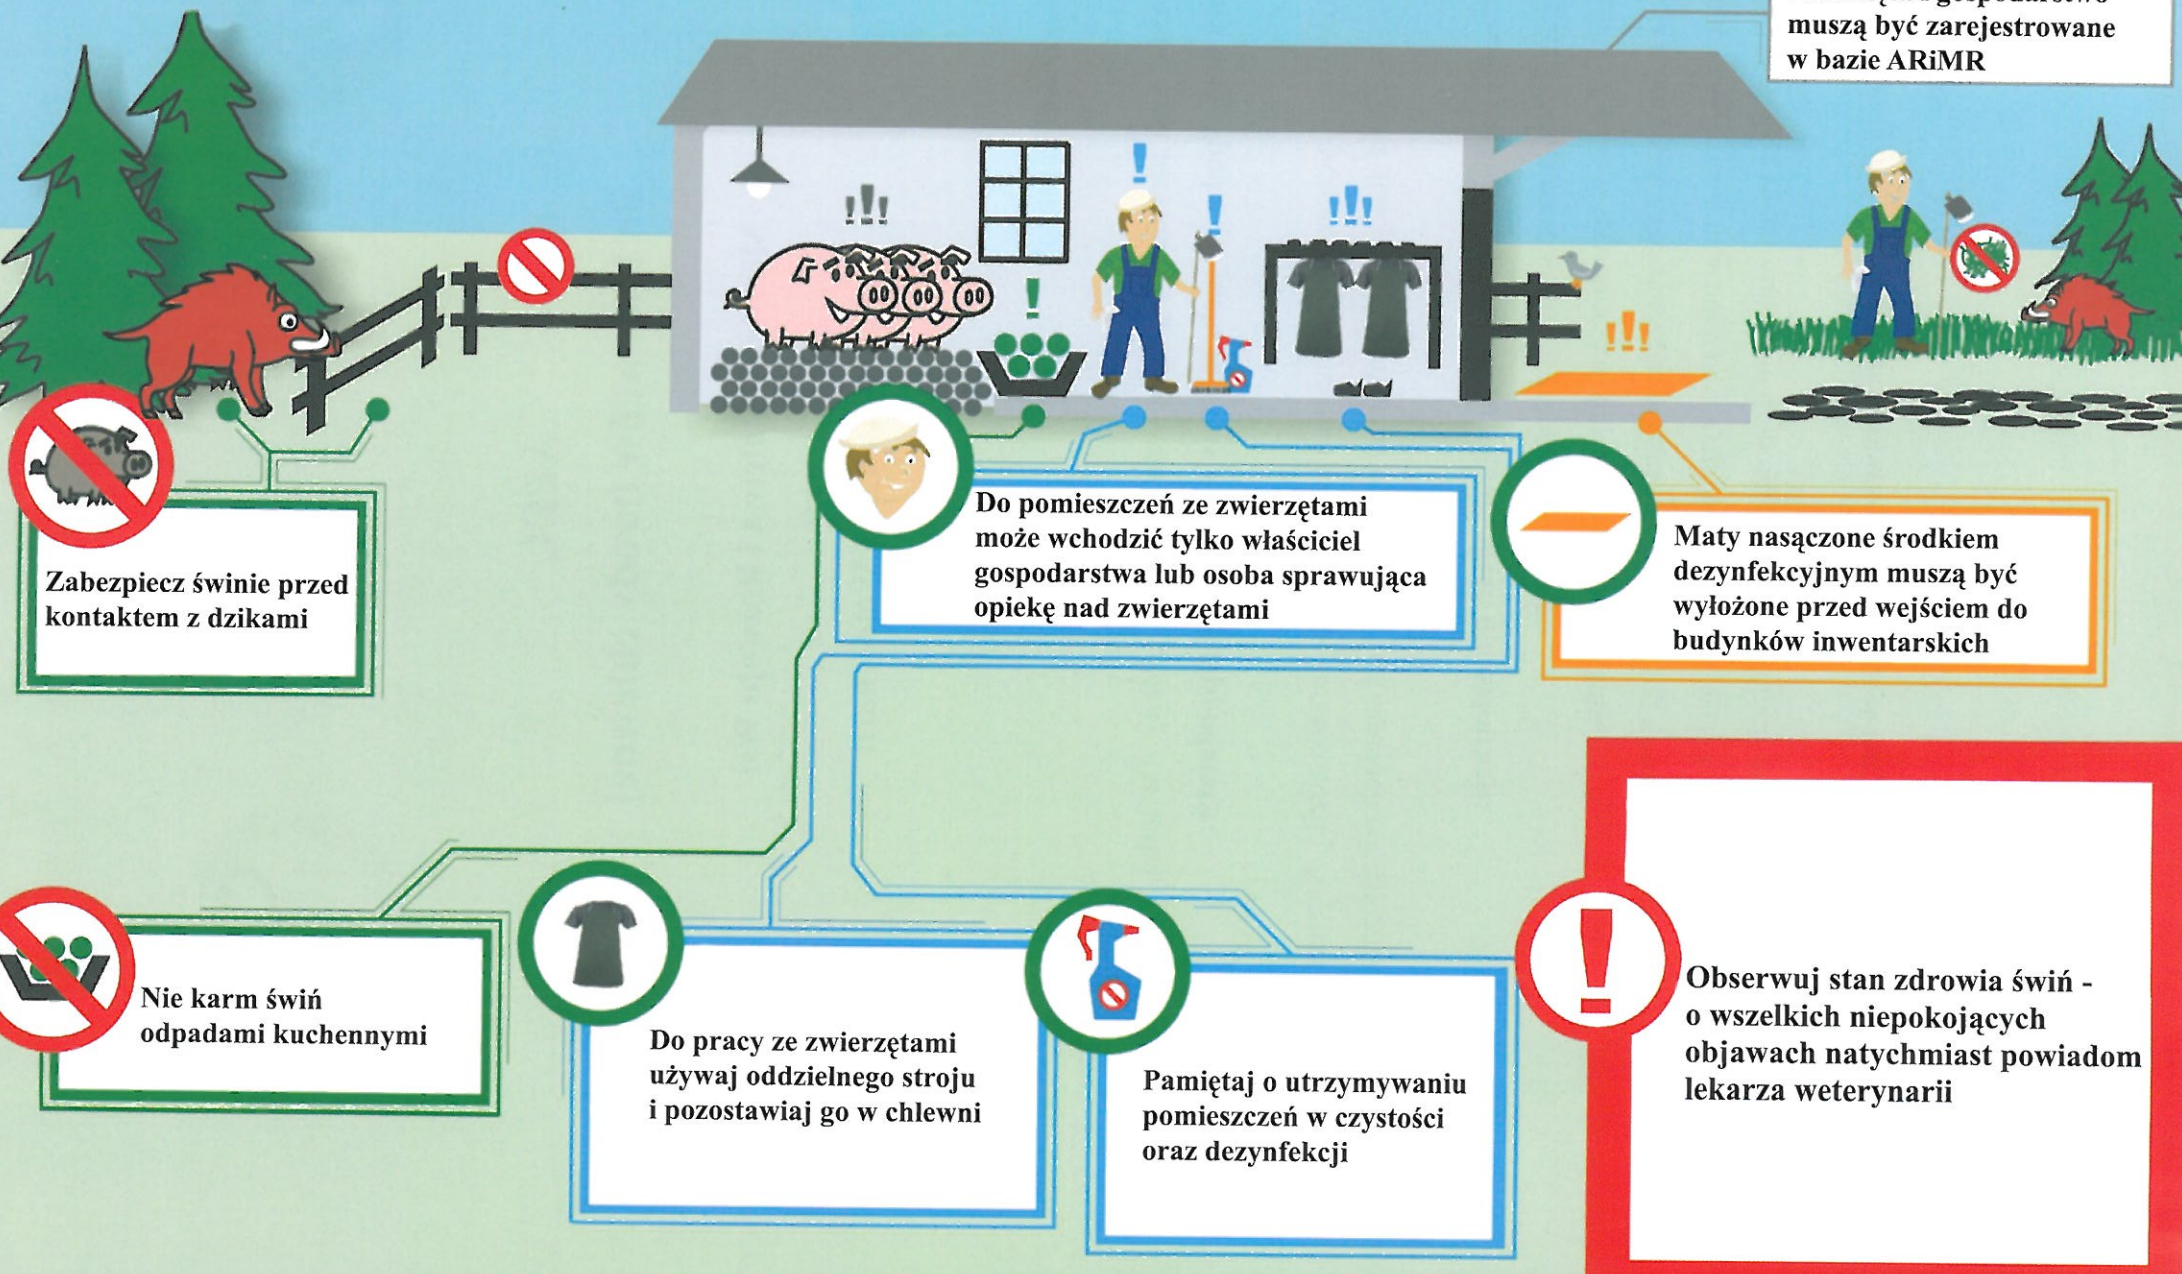 muszą być zarejestrowane
w bazie ARiMR
Zabezpiecz świnie przed
kontaktem z dzikami
Do pomieszczeń ze zwierzętami
może wchodzić tylko właściciel
gospodarstwa lub osoba sprawująca
opiekę nad zwierzętami
Maty nasączone środkiem
dezynfekcyjnym muszą być
wyłożone przed wejściem do
budynków inwentarskich
Nie karm świń
odpadami kuchennymi
Do pracy ze zwierzętami
używaj oddzielnego stroju
i pozostawiaj go w chlewni
Pamiętaj o utrzymywaniu
pomieszczeń w czystości
oraz dezynfekcji
Obserwuj stan zdrowia świń -
o wszelkich niepokojących
objawach natychmiast powiadom
lekarza weterynarii